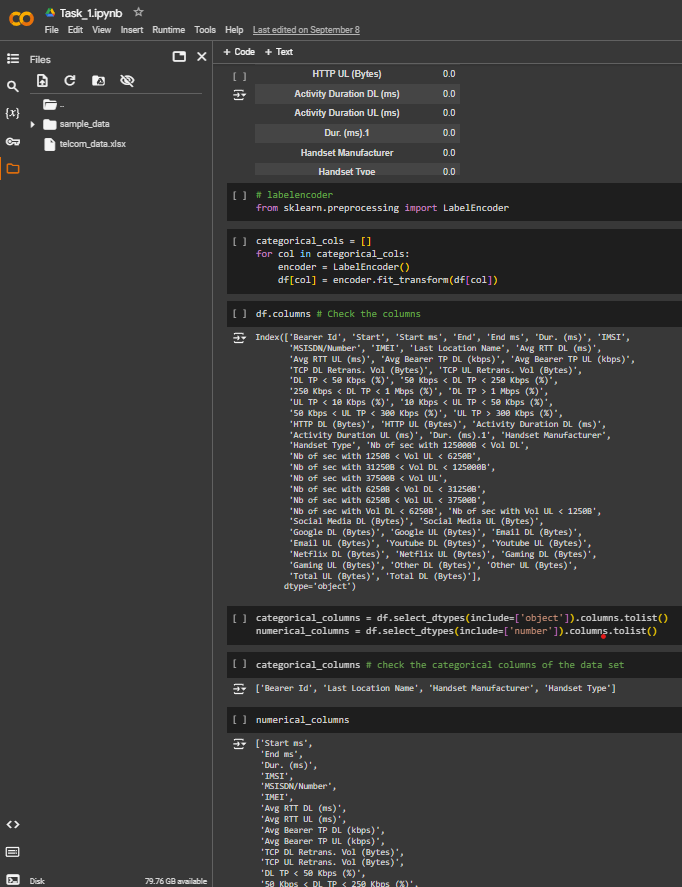 Task_1.ipynb
File Edit View Insert Runtime Tools Help Last edited on September 8
Files
+ Code + Text
..
sample_data
telcom_data.xlsx
{x}
[ ] HTTP UL (Bytes) 0.0
Activity Duration DL (ms) 0.0
Activity Duration UL (ms) 0.0
Dur. (ms).1 0.0
Handset Manufacturer 0.0
Handset Type 0.0
[ ] # labelencoder
from sklearn.preprocessing import LabelEncoder
[ ] categorical_cols = []
for col in categorical_cols:
encoder = LabelEncoder()
df[col] = encoder.fit_transform(df[col])
[ ] df.columns # Check the columns
Index(['Bearer Id', 'Start', 'Start ms', 'End', 'End ms', 'Dur. (ms)', 'IMSI',
'MSISDN/Number', 'IMEI', 'Last Location Name', 'Avg RTT DL (ms)',
'Avg RTT UL (ms)', 'Avg Bearer TP DL (kbps)', 'Avg Bearer TP UL (kbps)',
'TCP DL Retrans. Vol (Bytes)', 'TCP UL Retrans. Vol (Bytes)',
'DL TP < 50 Kbps (%)', '50 Kbps < DL TP < 250 Kbps (%)',
'250 Kbps < DL TP < 1 Mbps (%)', 'DL TP > 1 Mbps (%)',
'UL TP < 10 Kbps (%)', '10 Kbps < UL TP < 50 Kbps (%)',
'50 Kbps < UL TP < 300 Kbps (%)', 'UL TP > 300 Kbps (%)',
'HTTP DL (Bytes)', 'HTTP UL (Bytes)', 'Activity Duration DL (ms)',
'Activity Duration UL (ms)', 'Dur. (ms).1', 'Handset Manufacturer',
'Handset Type', 'Nb of sec with 125000B < Vol DL',
'Nb of sec with 1250B < Vol UL < 6250B',
'Nb of sec with 31250B < Vol DL < 125000B',
'Nb of sec with 37500B < Vol UL',
'Nb of sec with 6250B < Vol DL < 31250B',
'Nb of sec with 6250B < Vol UL < 37500B',
'Nb of sec with Vol DL < 6250B', 'Nb of sec with Vol UL < 1250B',
'Social Media DL (Bytes)', 'Social Media UL (Bytes)',
'Google DL (Bytes)', 'Google UL (Bytes)', 'Email DL (Bytes)',
'Email UL (Bytes)', 'Youtube DL (Bytes)', 'Youtube UL (Bytes)',
'Netflix DL (Bytes)', 'Netflix UL (Bytes)', 'Gaming DL (Bytes)',
'Gaming UL (Bytes)', 'Other DL (Bytes)', 'Other UL (Bytes)',
'Total UL (Bytes)', 'Total DL (Bytes)'],
dtype='object')
[ ] categorical_columns = df.select_dtypes(include=['object']).columns.tolist()
numerical_columns = df.select_dtypes(include=['number']).columns.tolist()
[ ] categorical_columns # check the categorical columns of the data set
['Bearer Id', 'Last Location Name', 'Handset Manufacturer', 'Handset Type']
[ ] numerical_columns
['Start ms',
'End ms',
'Dur. (ms)',
'IMSI',
'MSISDN/Number',
'IMEI',
'Avg RTT DL (ms)',
'Avg RTT UL (ms)',
'Avg Bearer TP DL (kbps)',
'Avg Bearer TP UL (kbps)',
'TCP DL Retrans. Vol (Bytes)',
'TCP UL Retrans. Vol (Bytes)',
'DL TP < 50 Kbps (%)',
'50 Kbps < DL TP < 250 Kbps (%)',
Disk 79.76 GB available